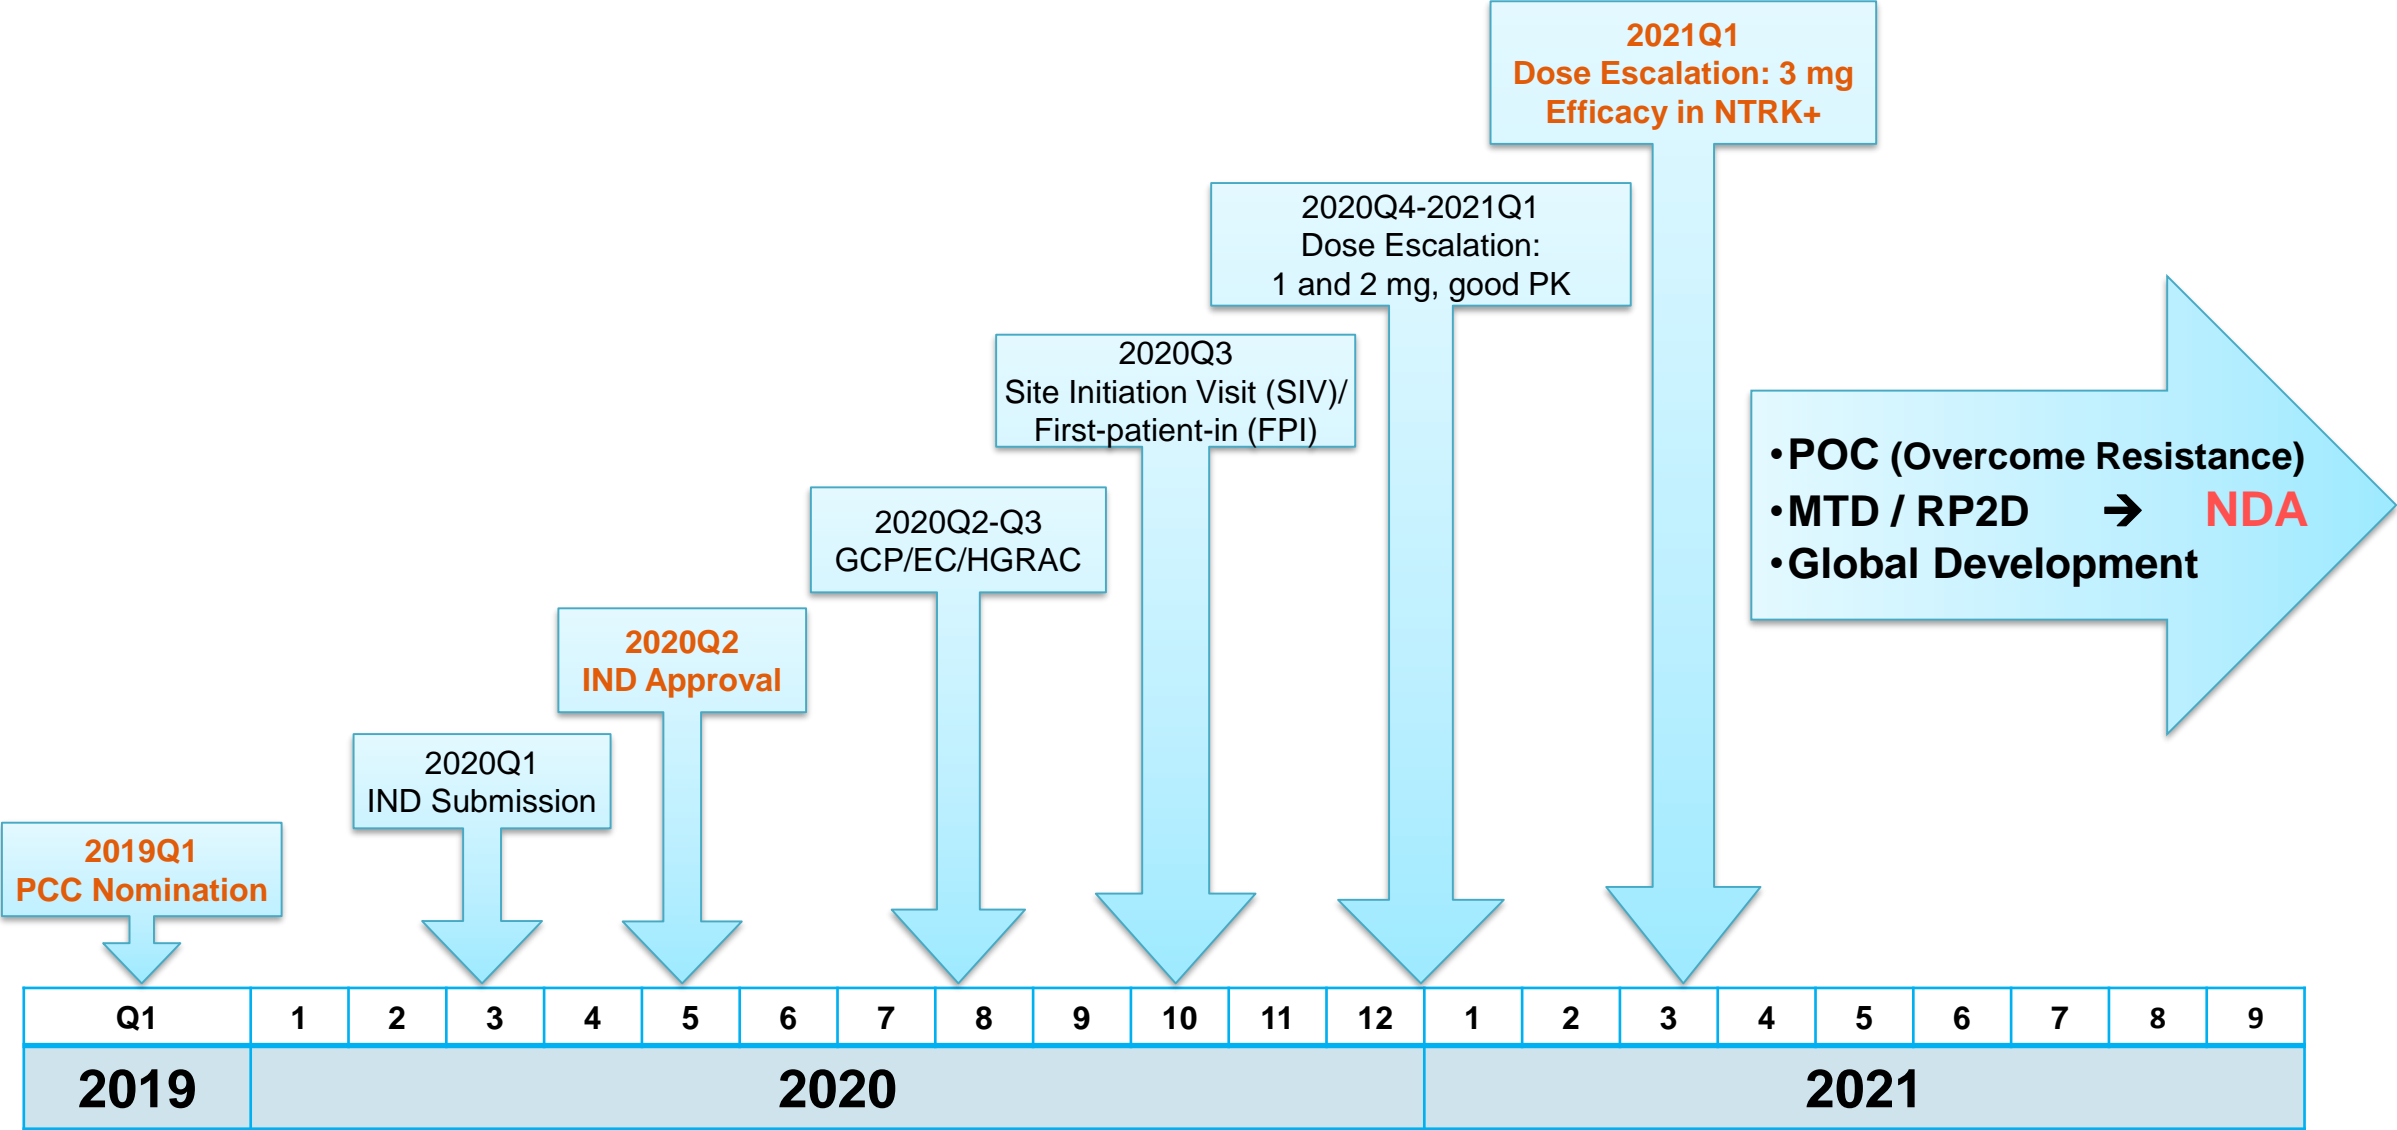 2021Q1
Dose Escalation: 3 mg
Efficacy in NTRK+
2020Q4-2021Q1
Dose Escalation:
1 and 2 mg, good PK
2020Q3
Site Initiation Visit (SIV)/
First-patient-in (FPI)
•POC (Overcome Resistance)
•MTD / RP2D ➔ NDA
•Global Development
2020Q2-Q3
GCP/EC/HGRAC
2020Q2
IND Approval
2020Q1
IND Submission
2019Q1
PCC Nomination
Q1 1 2 3 4 5 6 7 8 9 10 11 12 1 2 3 4 5 6 7 8 9
2019 2020 2021